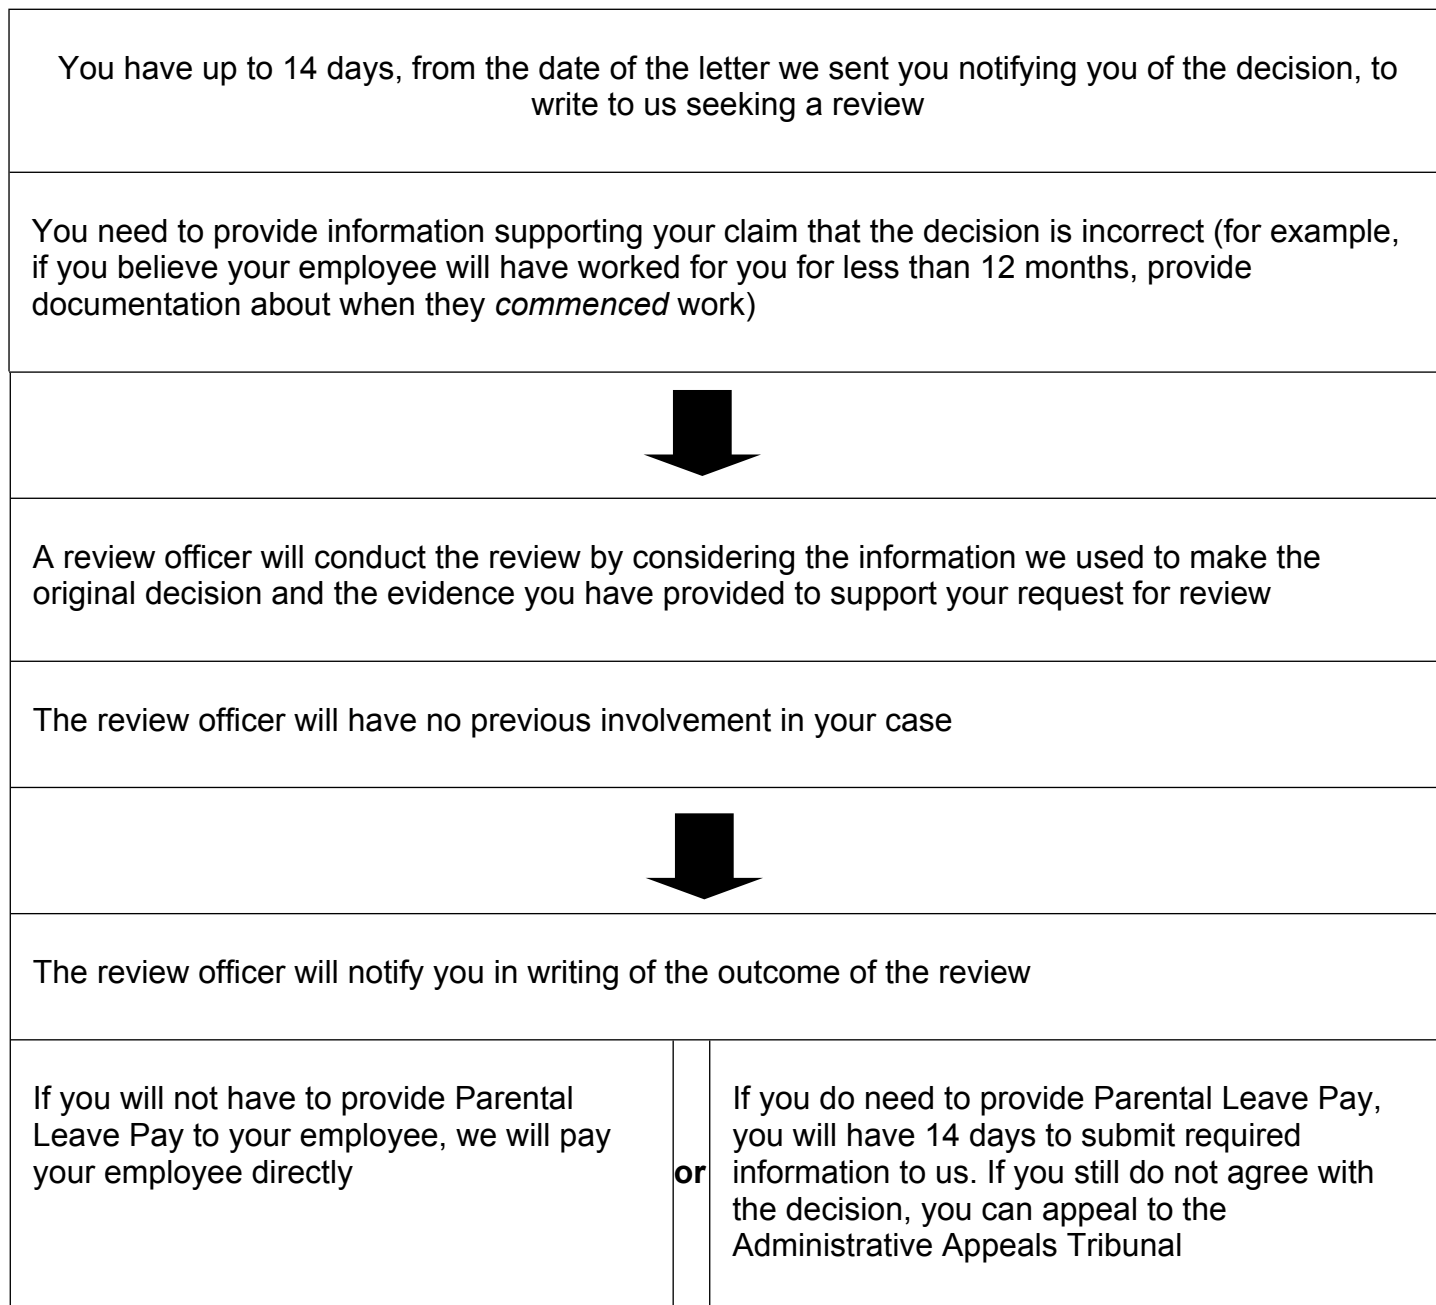 You have up to 14 days, from the date of the letter we sent you notifying you of the decision, to
write to us seeking a review
You need to provide information supporting your claim that the decision is incorrect (for example,
if you believe your employee will have worked for you for less than 12 months, provide
documentation about when they commenced work)
A review officer will conduct the review by considering the information we used to make the
original decision and the evidence you have provided to support your request for review
The review officer will have no previous involvement in your case
The review officer will notify you in writing of the outcome of the review
If you will not have to provide Parental
Leave Pay to your employee, we will pay
your employee directly
or
If you do need to provide Parental Leave Pay,
you will have 14 days to submit required
information to us. If you still do not agree with
the decision, you can appeal to the
Administrative Appeals Tribunal